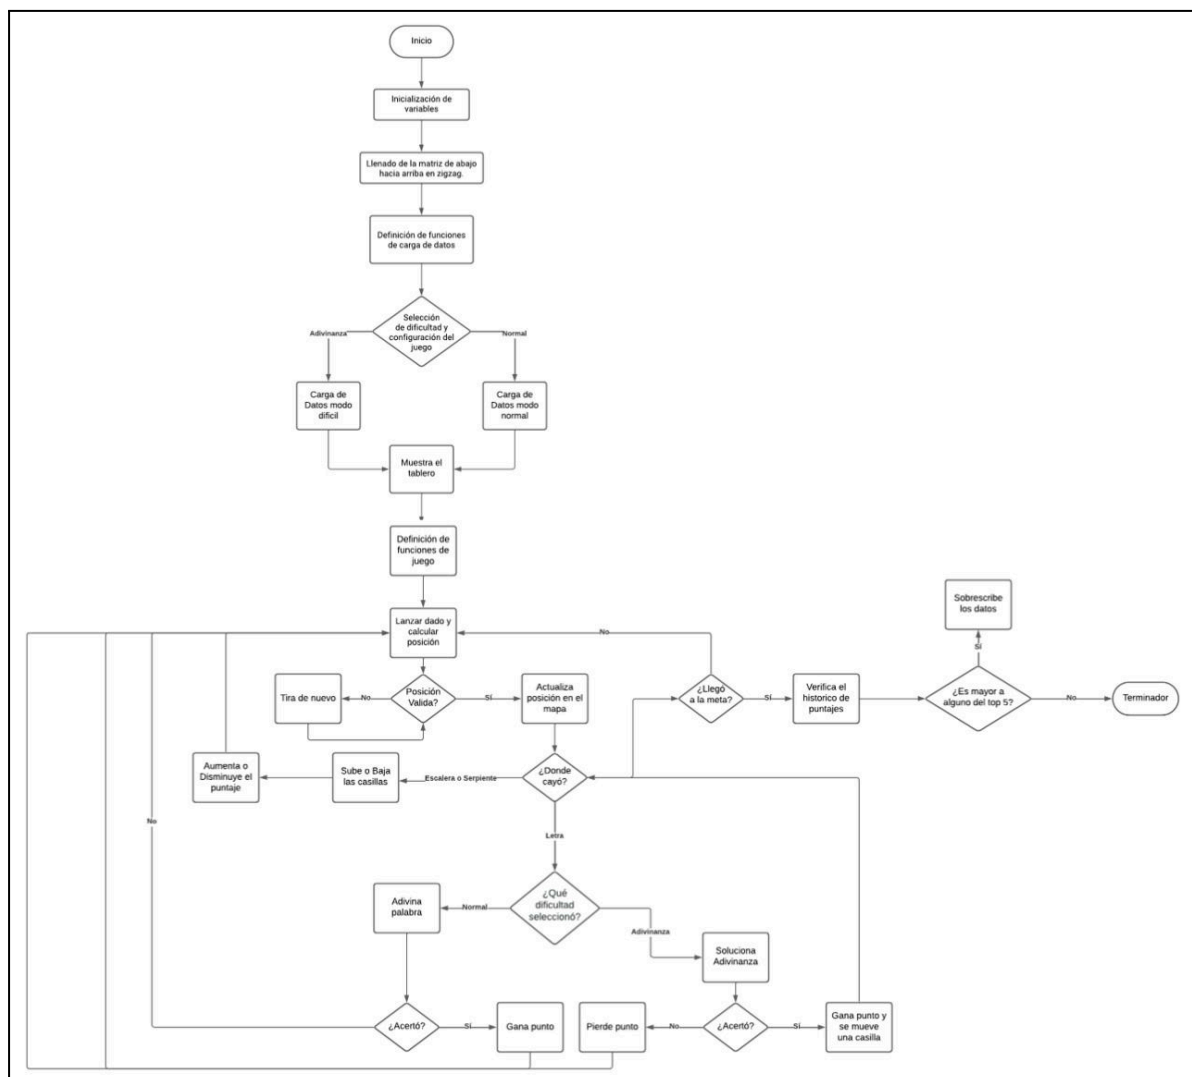 Inicio
Inicialización de
variables
Llenado de la matriz de abajo
hacia arriba en zigzag.
Definición de funciones
de carga de datos
Selección
de dificultad y
configuración del
juego
Adivinanza
Normal
Carga de
Datos modo
dificil
Carga de
Datos modo
normal
Muestra el
tablero
Definición de
funciones de
juego
Lanzar dado y
calcular
posición
No
Sobrescribe
los datos
Sí
Tira de nuevo
No
Posición
Valida?
Sí
Actualiza
posición en el
mapa
¿Llegó
a la meta?
Sí
Verifica el
historico de
puntajes
¿Es mayor a
alguno del top 5?
No
Terminador
Aumenta o
Disminuye el
puntaje
Sube o Baja
las casillas
Escalera o Serpiente
¿Donde
cayó?
No
Letra
Adivina
palabra
Normal
¿Qué
dificultad
seleccionó?
Adivinanza
Soluciona
Adivinanza
¿Acertó?
Sí
Gana punto
Pierde punto
No
¿Acertó?
Sí
Gana punto y
se mueve
una casilla